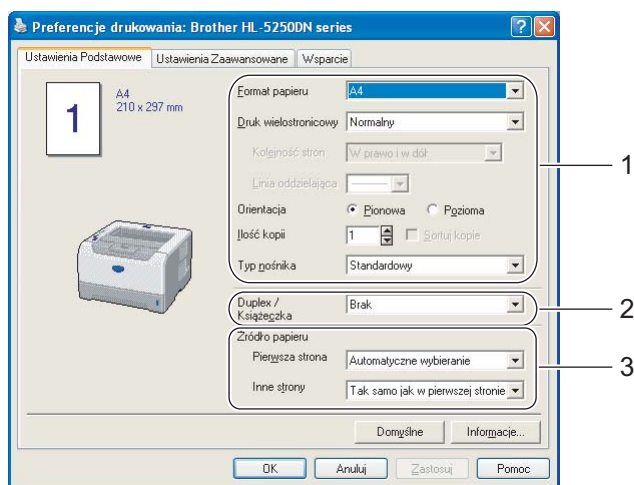 Preferencje drukowania: Brother HL-5250DN series
Ustawienia Podstawowe Ustawienia Zaawansowane Wsparcie
1
A4
210 x 297 mm
Format papieru A4
Druk wielostronicowy Normalny
Kolejność stron W prawo i w dół
Linia oddzielająca
Orientacja Pionowa Pozioma
Ilość kopii 1 Sortuj kopie
Typ nośnika Standardowy
1
Duplex /
Książeczka Brak
2
Źródło papieru
Pierwsza strona Automatyczne wybieranie
Inne strony Tak samo jak w pierwszej stronie
3
Domyślne Informacje...
OK Anuluj Zastosuj Pomoc